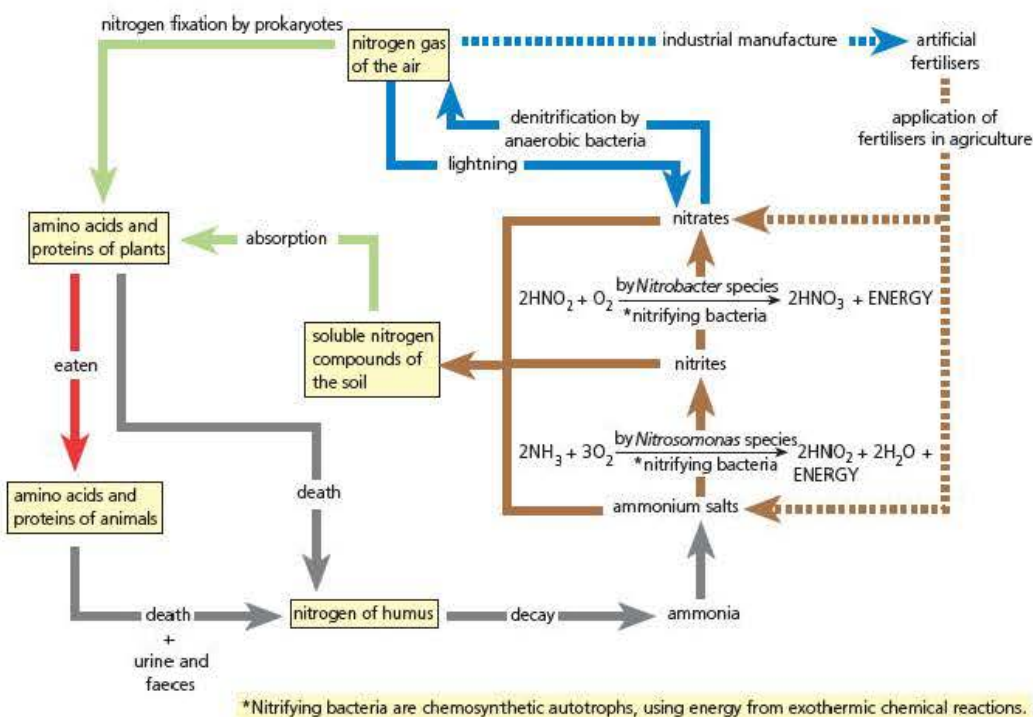 nitrogen fixation by prokaryotes
nitrogen gas
of the air
industrial manufacture
artificial
fertilisers
denitrification by
anaerobic bacteria
application of
fertilisers in agriculture
lightning
amino acids and
proteins of plants
absorption
nitrates
2HNO₂ + O₂ by Nitrobacter species 2HNO₃ + ENERGY
*nitrifying bacteria
soluble nitrogen
compounds of
the soil
nitrites
eaten
2NH₃ + 3O₂ by Nitrosomonas species 2HNO₂ + 2H₂O +
*nitrifying bacteria ENERGY
amino acids and
proteins of animals
death
ammonium salts
death
+
urine and
faeces
nitrogen of humus
decay
ammonia
*Nitrifying bacteria are chemosynthetic autotrophs, using energy from exothermic chemical reactions.